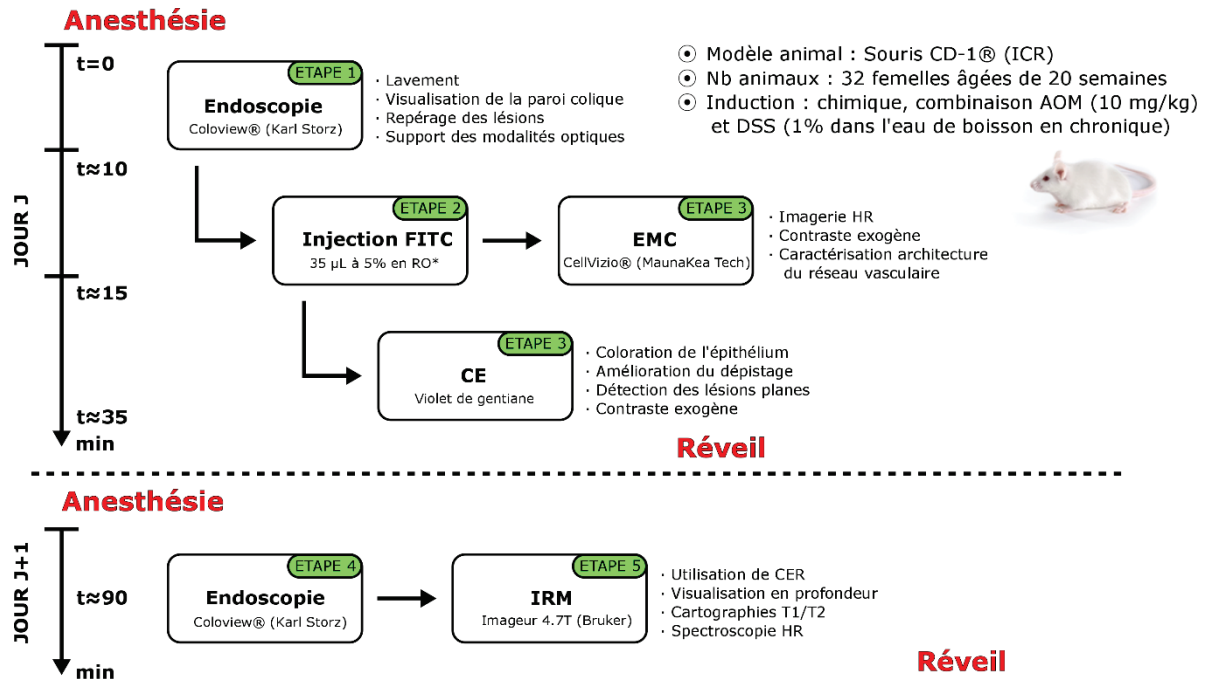 Anesthésie
t=0
ETAPE 1
Endoscopie
Coloview® (Karl Storz)
· Lavement
· Visualisation de la paroi colique
· Repérage des lésions
· Support des modalités optiques
Modèle animal : Souris CD-1® (ICR)
Nb animaux : 32 femelles âgées de 20 semaines
Induction : chimique, combinaison AOM (10 mg/kg)
et DSS (1% dans l'eau de boisson en chronique)
JOUR J
t≈10
ETAPE 2
Injection FITC
35 µL à 5% en RO*
ETAPE 3
EMC
CellVizio® (MaunaKea Tech)
· Imagerie HR
· Contraste exogène
· Caractérisation architecture
du réseau vasculaire
t≈15
ETAPE 3
CE
Violet de gentiane
· Coloration de l'épithélium
· Amélioration du dépistage
· Détection des lésions planes
· Contraste exogène
t≈35
min
Réveil
Anesthésie
JOUR J+1
t≈90
min
ETAPE 4
Endoscopie
Coloview® (Karl Storz)
ETAPE 5
IRM
Imageur 4.7T (Bruker)
· Utilisation de CER
· Visualisation en profondeur
· Cartographies T1/T2
· Spectroscopie HR
Réveil